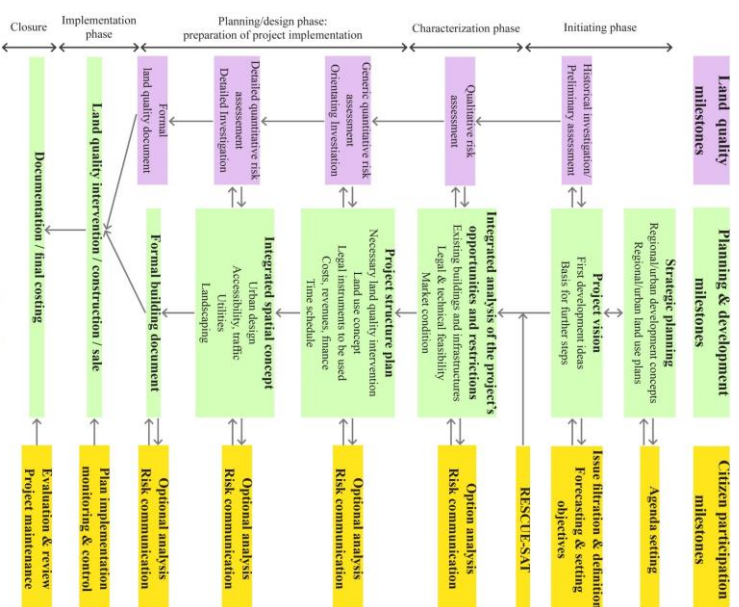 Closure
Implementation
phase
Planning/design phase:
preparation of project implementation
Characterization phase
Initiating phase
Land quality
milestones
Historical investigation/
Preliminary assessment
Qualitative risk
assessment
Generic quantitative risk
assessment
Orientating Investiation
Detailed quantitative risk
assessement
Detailed Investigation
Formal
land quality document
Planning & development
milestones
Strategic planning
Regional/urban development concepts
Regional/urban land use plans
Project vision
First development ideas
Basis for further
steps
Integrated analysis of the project's
opportunities and restrictions
Existing buildings and infrastructures
Legal & technical feasibility
Market condition
Project structure plan
Necessary land quality intervention
Land use concept
Legal instruments to be used
Costs, revenues, finance
Time schedule
Integrated spatial concept
Urban design
Accessibility, traffic
Utilities
Landscaping
Formal building document
Land quality intervention / construction / sale
Documentation / final costing
Citizen participation
milestones
Agenda setting
Issue filtration & definition
Forecasting & setting
objectives
RESCUE-SAT
Option analysis
Risk communication
Optional analysis
Risk communication
Optional analysis
Risk communication
Optional analysis
Risk communication
Plan implementation
monitoring & control
Evaluation & review
Project maintenance